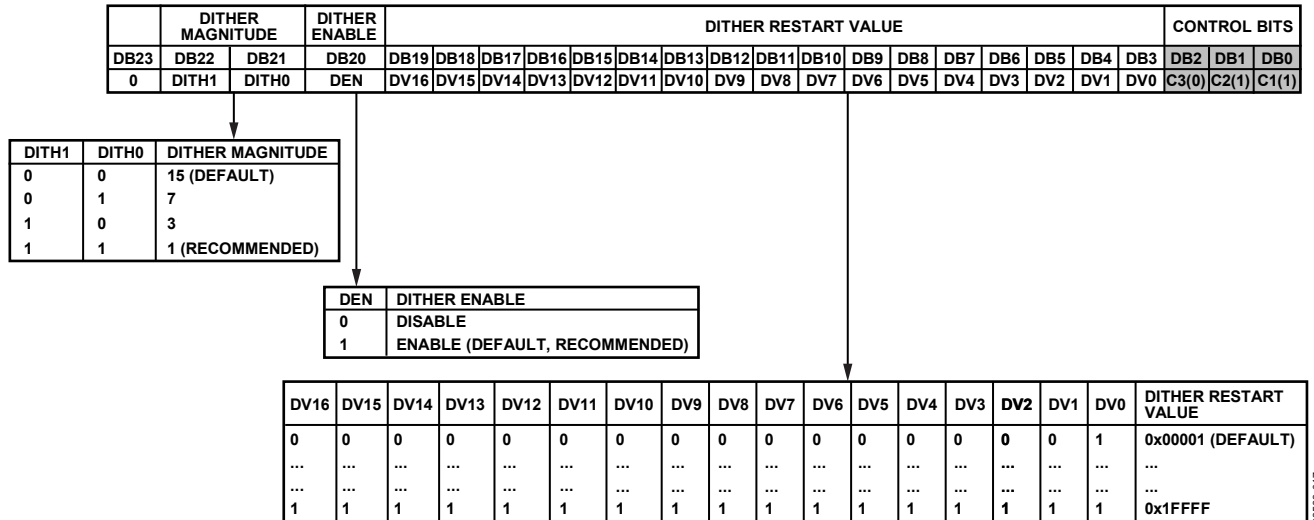 DITHER MAGNITUDE DITHER ENABLE DITHER RESTART VALUE CONTROL BITS
DB23 DB22 DB21 DB20 DB19 DB18 DB17 DB16 DB15 DB14 DB13 DB12 DB11 DB10 DB9 DB8 DB7 DB6 DB5 DB4 DB3 DB2 DB1 DB0
0 DITH1 DITH0 DEN DV16 DV15 DV14 DV13 DV12 DV11 DV10 DV9 DV8 DV7 DV6 DV5 DV4 DV3 DV2 DV1 DV0 C3(0) C2(1) C1(1)
DITH1 DITH0 DITHER MAGNITUDE
0 0 15 (DEFAULT)
0 1 7
1 0 3
1 1 1 (RECOMMENDED)
DEN DITHER ENABLE
0 DISABLE
1 ENABLE (DEFAULT, RECOMMENDED)
DV16 DV15 DV14 DV13 DV12 DV11 DV10 DV9 DV8 DV7 DV6 DV5 DV4 DV3 DV2 DV1 DV0 DITHER RESTART VALUE
0 0 0 0 0 0 0 0 0 0 0 0 0 0 0 0 1 0x00001 (DEFAULT)
... ... ... ... ... ... ... ... ... ... ... ... ... ... ... ... ... ...
... ... ... ... ... ... ... ... ... ... ... ... ... ... ... ... ... ...
1 1 1 1 1 1 1 1 1 1 1 1 1 1 1 1 1 0x1FFFF